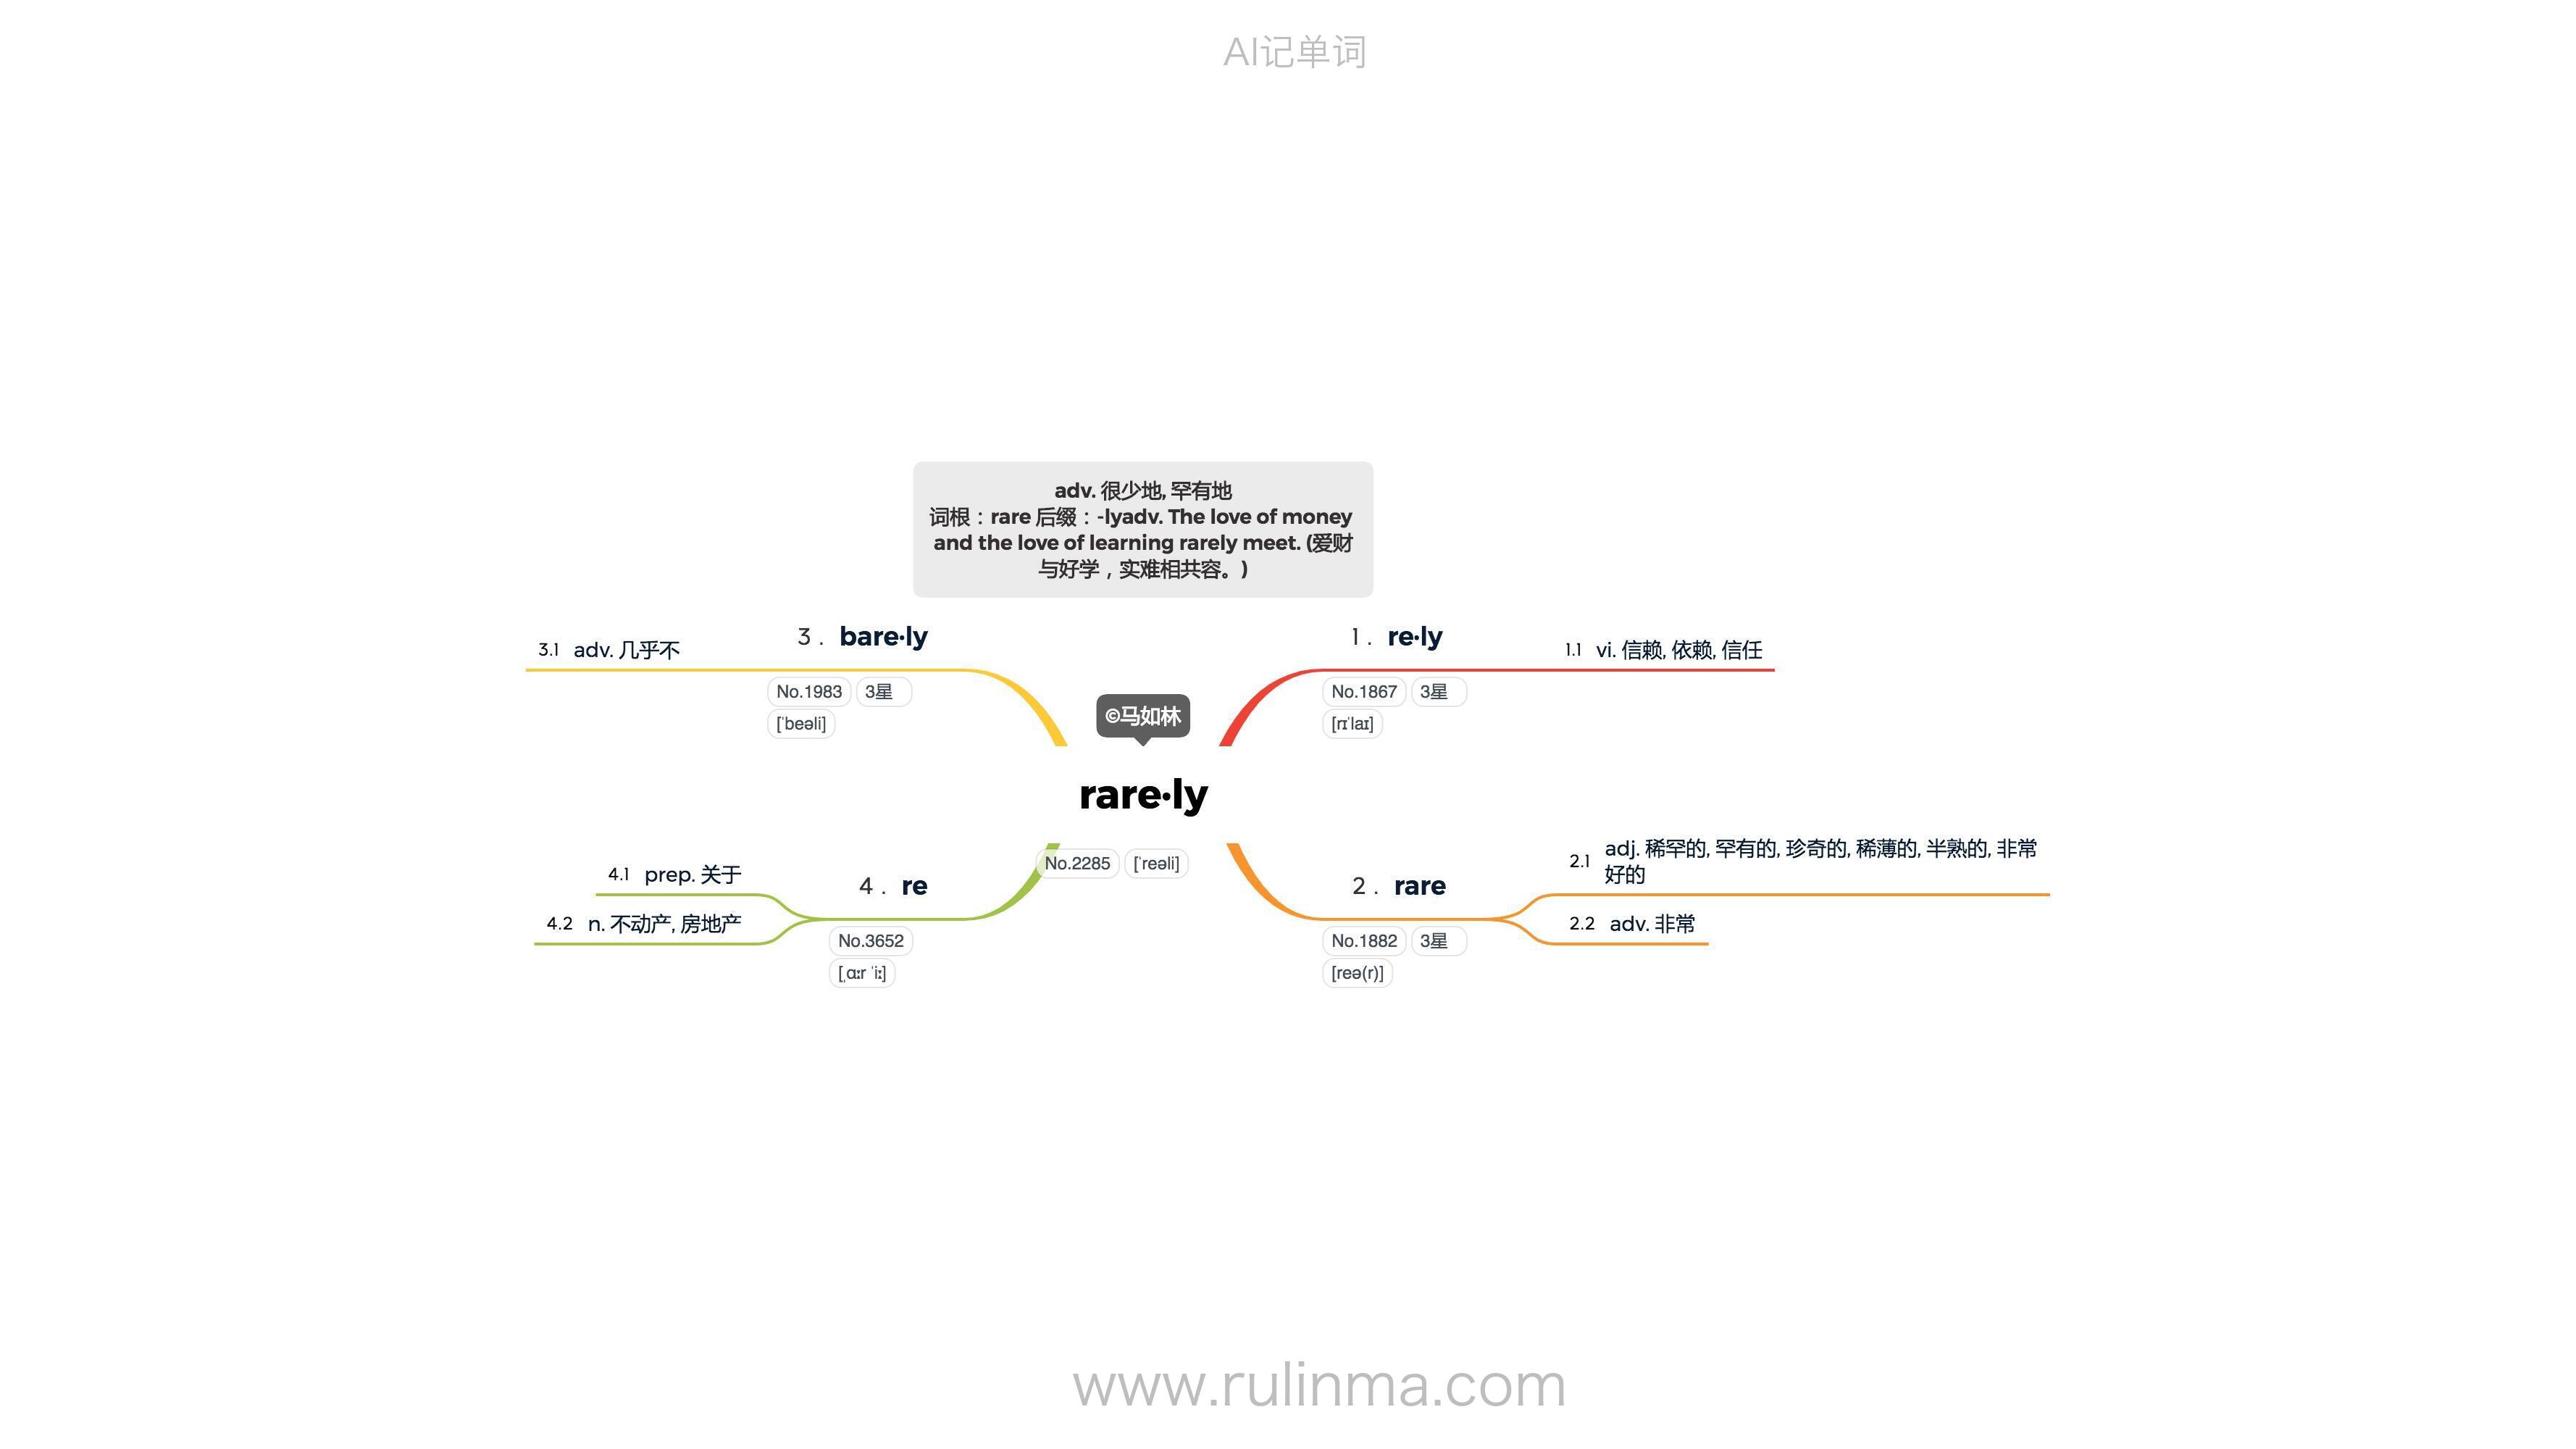 AI记单词
adv. 很少地, 罕有地
词根：rare 后缀：-lyadv. The love of money
and the love of learning rarely meet. (爱财
与好学，实难相共容。)
©马如林
rare·ly
No.2285 ['reəli]
1. re·ly
No.1867 3星
[rɪ'laɪ]
1.1 vi. 信赖, 依赖, 信任
2. rare
No.1882 3星
[reə(r)]
2.1 adj. 稀罕的, 罕有的, 珍奇的, 稀薄的, 半熟的, 非常
好的
2.2 adv. 非常
3. bare·ly
No.1983 3星
['beəli]
3.1 adv. 几乎不
4. re
No.3652
[ˌɑːr 'iː]
4.1 prep. 关于
4.2 n. 不动产, 房地产
www.rulinma.com